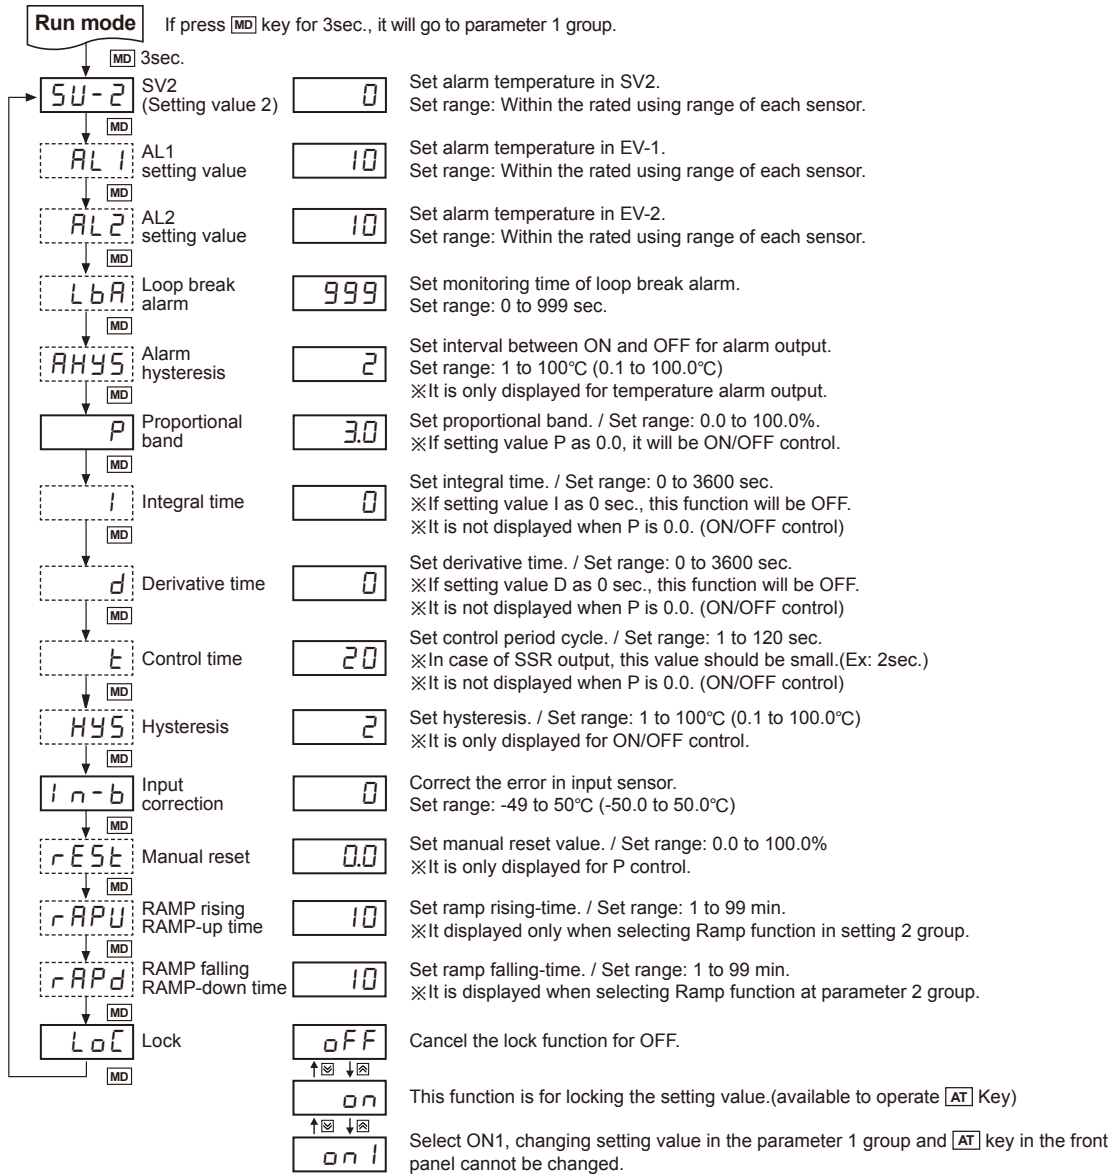 Run mode If press MD key for 3sec., it will go to parameter 1 group.
MD 3sec.
SU-2 SV2 0 Set alarm temperature in SV2.
(Setting value 2) Set range: Within the rated using range of each sensor.
MD
AL1 AL1 10 Set alarm temperature in EV-1.
setting value Set range: Within the rated using range of each sensor.
MD
AL2 AL2 10 Set alarm temperature in EV-2.
setting value Set range: Within the rated using range of each sensor.
MD
LbA Loop break 999 Set monitoring time of loop break alarm.
alarm Set range: 0 to 999 sec.
MD
AHYS Alarm 2 Set interval between ON and OFF for alarm output.
hysteresis Set range: 1 to 100℃ (0.1 to 100.0℃)
※It is only displayed for temperature alarm output.
MD
P Proportional 3.0 Set proportional band. / Set range: 0.0 to 100.0%.
band ※If setting value P as 0.0, it will be ON/OFF control.
MD
I Integral time 0 Set integral time. / Set range: 0 to 3600 sec.
※If setting value I as 0 sec., this function will be OFF.
※It is not displayed when P is 0.0. (ON/OFF control)
MD
d Derivative time 0 Set derivative time. / Set range: 0 to 3600 sec.
※If setting value D as 0 sec., this function will be OFF.
※It is not displayed when P is 0.0. (ON/OFF control)
MD
t Control time 20 Set control period cycle. / Set range: 1 to 120 sec.
※In case of SSR output, this value should be small.(Ex: 2sec.)
※It is not displayed when P is 0.0. (ON/OFF control)
MD
HYS Hysteresis 2 Set hysteresis. / Set range: 1 to 100℃ (0.1 to 100.0℃)
※It is only displayed for ON/OFF control.
MD
In-b Input 0 Correct the error in input sensor.
correction Set range: -49 to 50℃ (-50.0 to 50.0℃)
MD
rESt Manual reset 0.0 Set manual reset value. / Set range: 0.0 to 100.0%
※It is only displayed for P control.
MD
rAPU RAMP rising 10 Set ramp rising-time. / Set range: 1 to 99 min.
RAMP-up time ※It displayed only when selecting Ramp function in setting 2 group.
MD
rAPd RAMP falling 10 Set ramp falling-time. / Set range: 1 to 99 min.
RAMP-down time ※It is displayed when selecting Ramp function at parameter 2 group.
MD
LoC Lock oFF Cancel the lock function for OFF.
MD
on This function is for locking the setting value.(available to operate AT Key)
on1 Select ON1, changing setting value in the parameter 1 group and AT key in the front
panel cannot be changed.